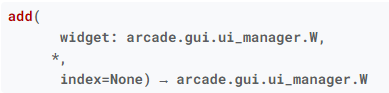 add(
widget: arcade.gui.ui_manager.W,
*,
index=None) → arcade.gui.ui_manager.W